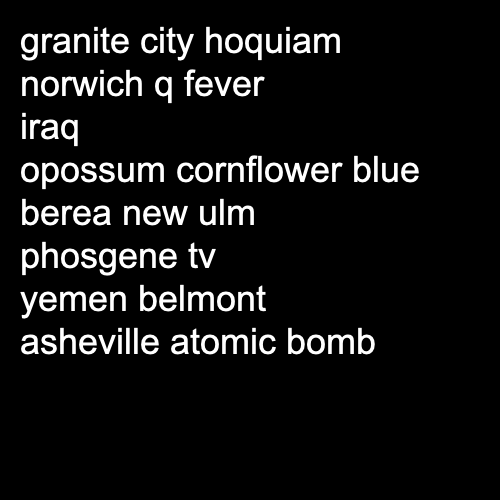 granite city hoquiam
norwich q fever
iraq
opossum cornflower blue
berea new ulm
phosgene tv
yemen belmont
asheville atomic bomb